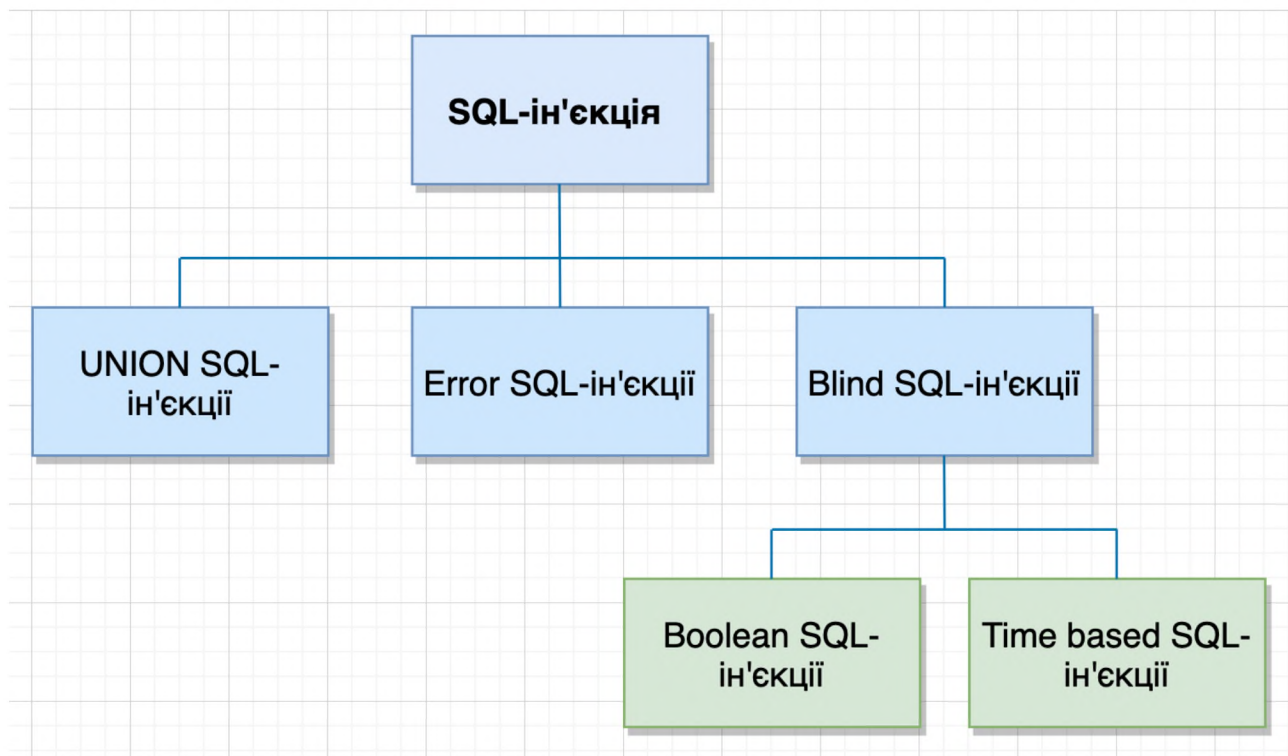 SQL-ін'єкція
UNION SQL-
ін'єкції
Error SQL-ін'єкції
Blind SQL-ін'єкції
Boolean SQL-
ін'єкції
Time based SQL-
ін'єкції